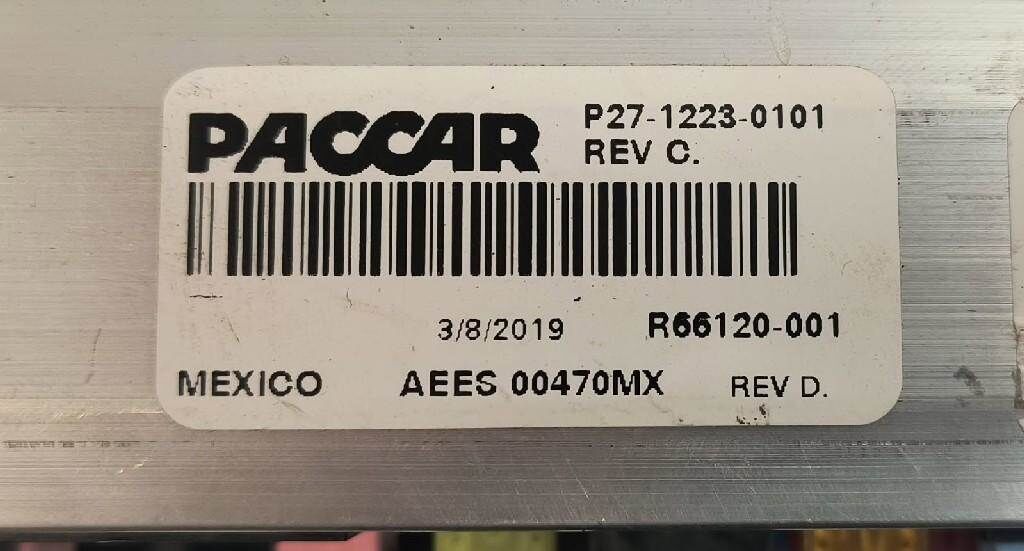 PACCAR
P27-1223-0101
REV C.
3/8/2019
R66120-001
MEXICO
AEES 00470MX
REV D.